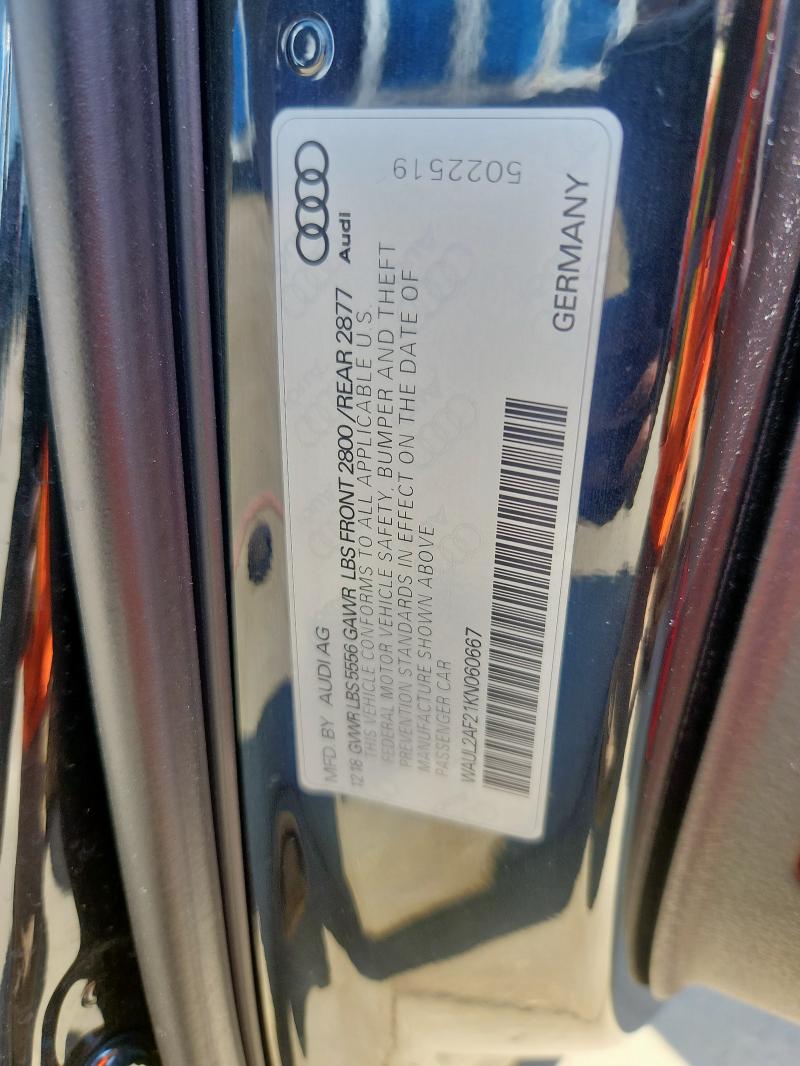 MFD BY AUDI AG
12 18 GVWR LBS 5556 GAWR LBS FRONT 2800 /REAR 2877
THIS VEHICLE CONFORMS TO ALL APPLICABLE U.S.
FEDERAL MOTOR VEHICLE SAFETY, BUMPER AND THEFT
PREVENTION STANDARDS IN EFFECT ON THE DATE OF
MANUFACTURE SHOWN ABOVE
PASSENGER CAR
WAUL2AF21KN060667
Audi
5022519
GERMANY